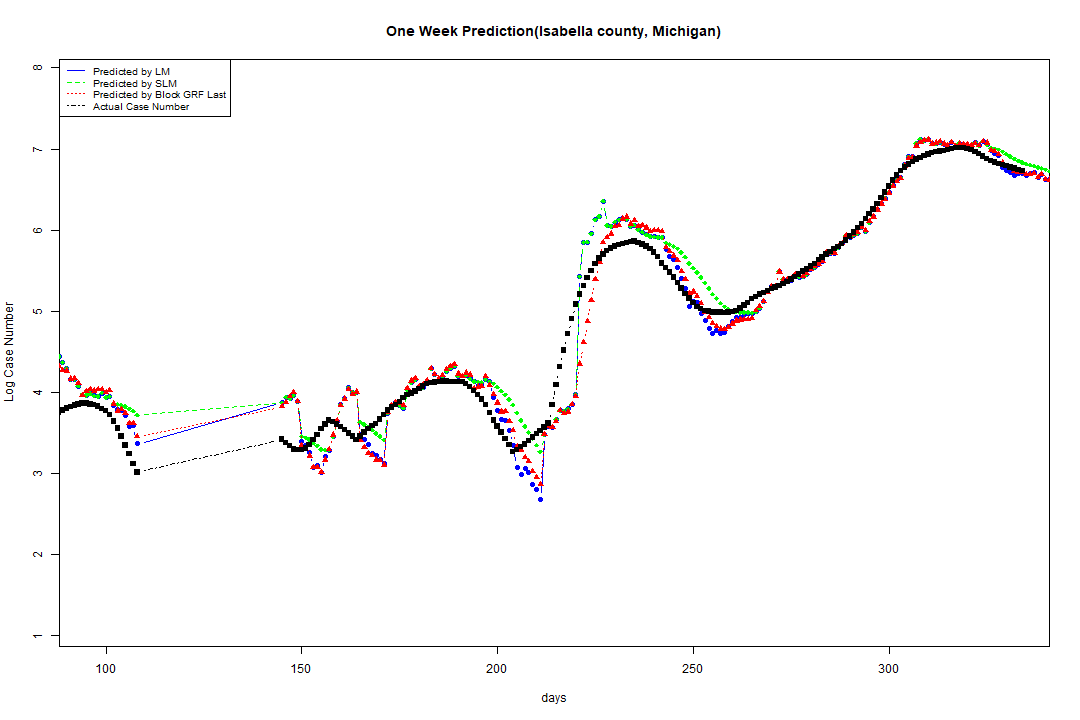 One Week Prediction(Isabella county, Michigan)
Predicted by LM
Predicted by SLM
Predicted by Block GRF Last
Actual Case Number
8
7
6
5
4
3
2
1
Log Case Number
100 150 200 250 300
days